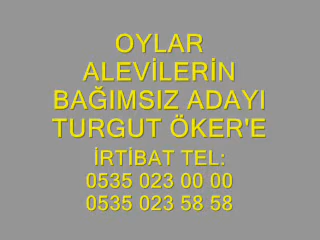 OYLAR
ALEVİLERİN
BAĞIMSIZ ADAYI
TURGUT ÖKER'E
İRTİBAT TEL:
0535 023 00 00
0535 023 58 58